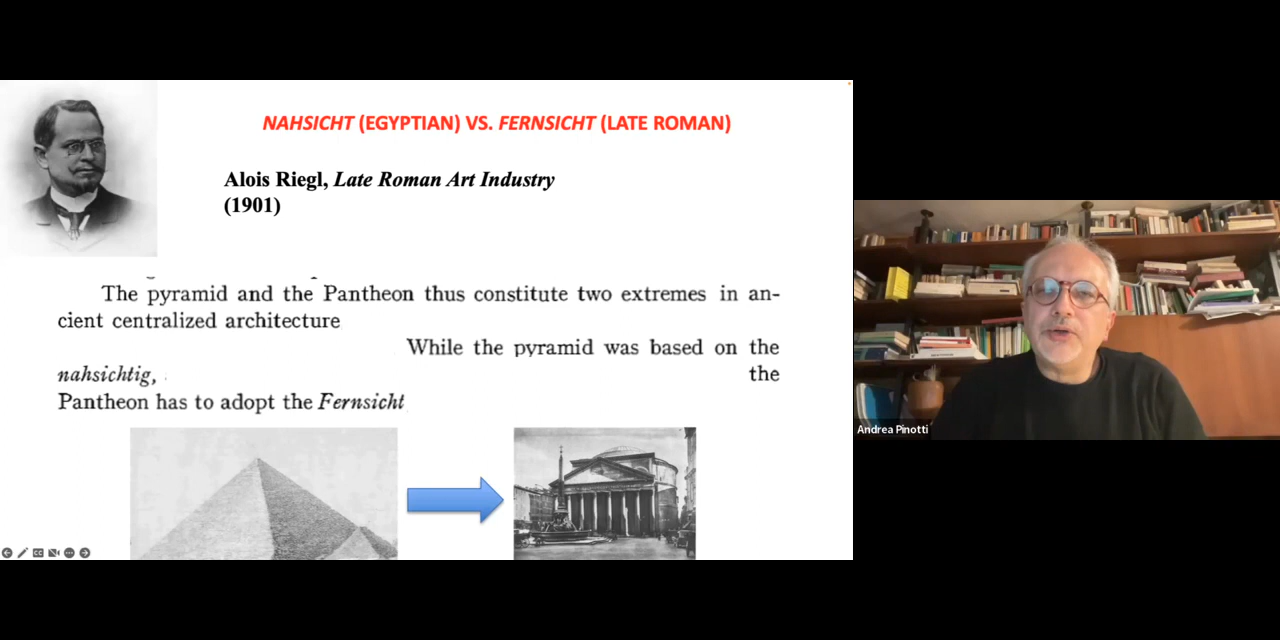 NAHSICHT (EGYPTIAN) VS. FERNSICHT (LATE ROMAN)
Alois Riegl, Late Roman Art Industry
(1901)
The pyramid and the Pantheon thus constitute two extremes in an-
cient centralized architecture
While the pyramid was based on the
nahsichtig, the
Pantheon has to adopt the Fernsicht
Andrea Pinotti